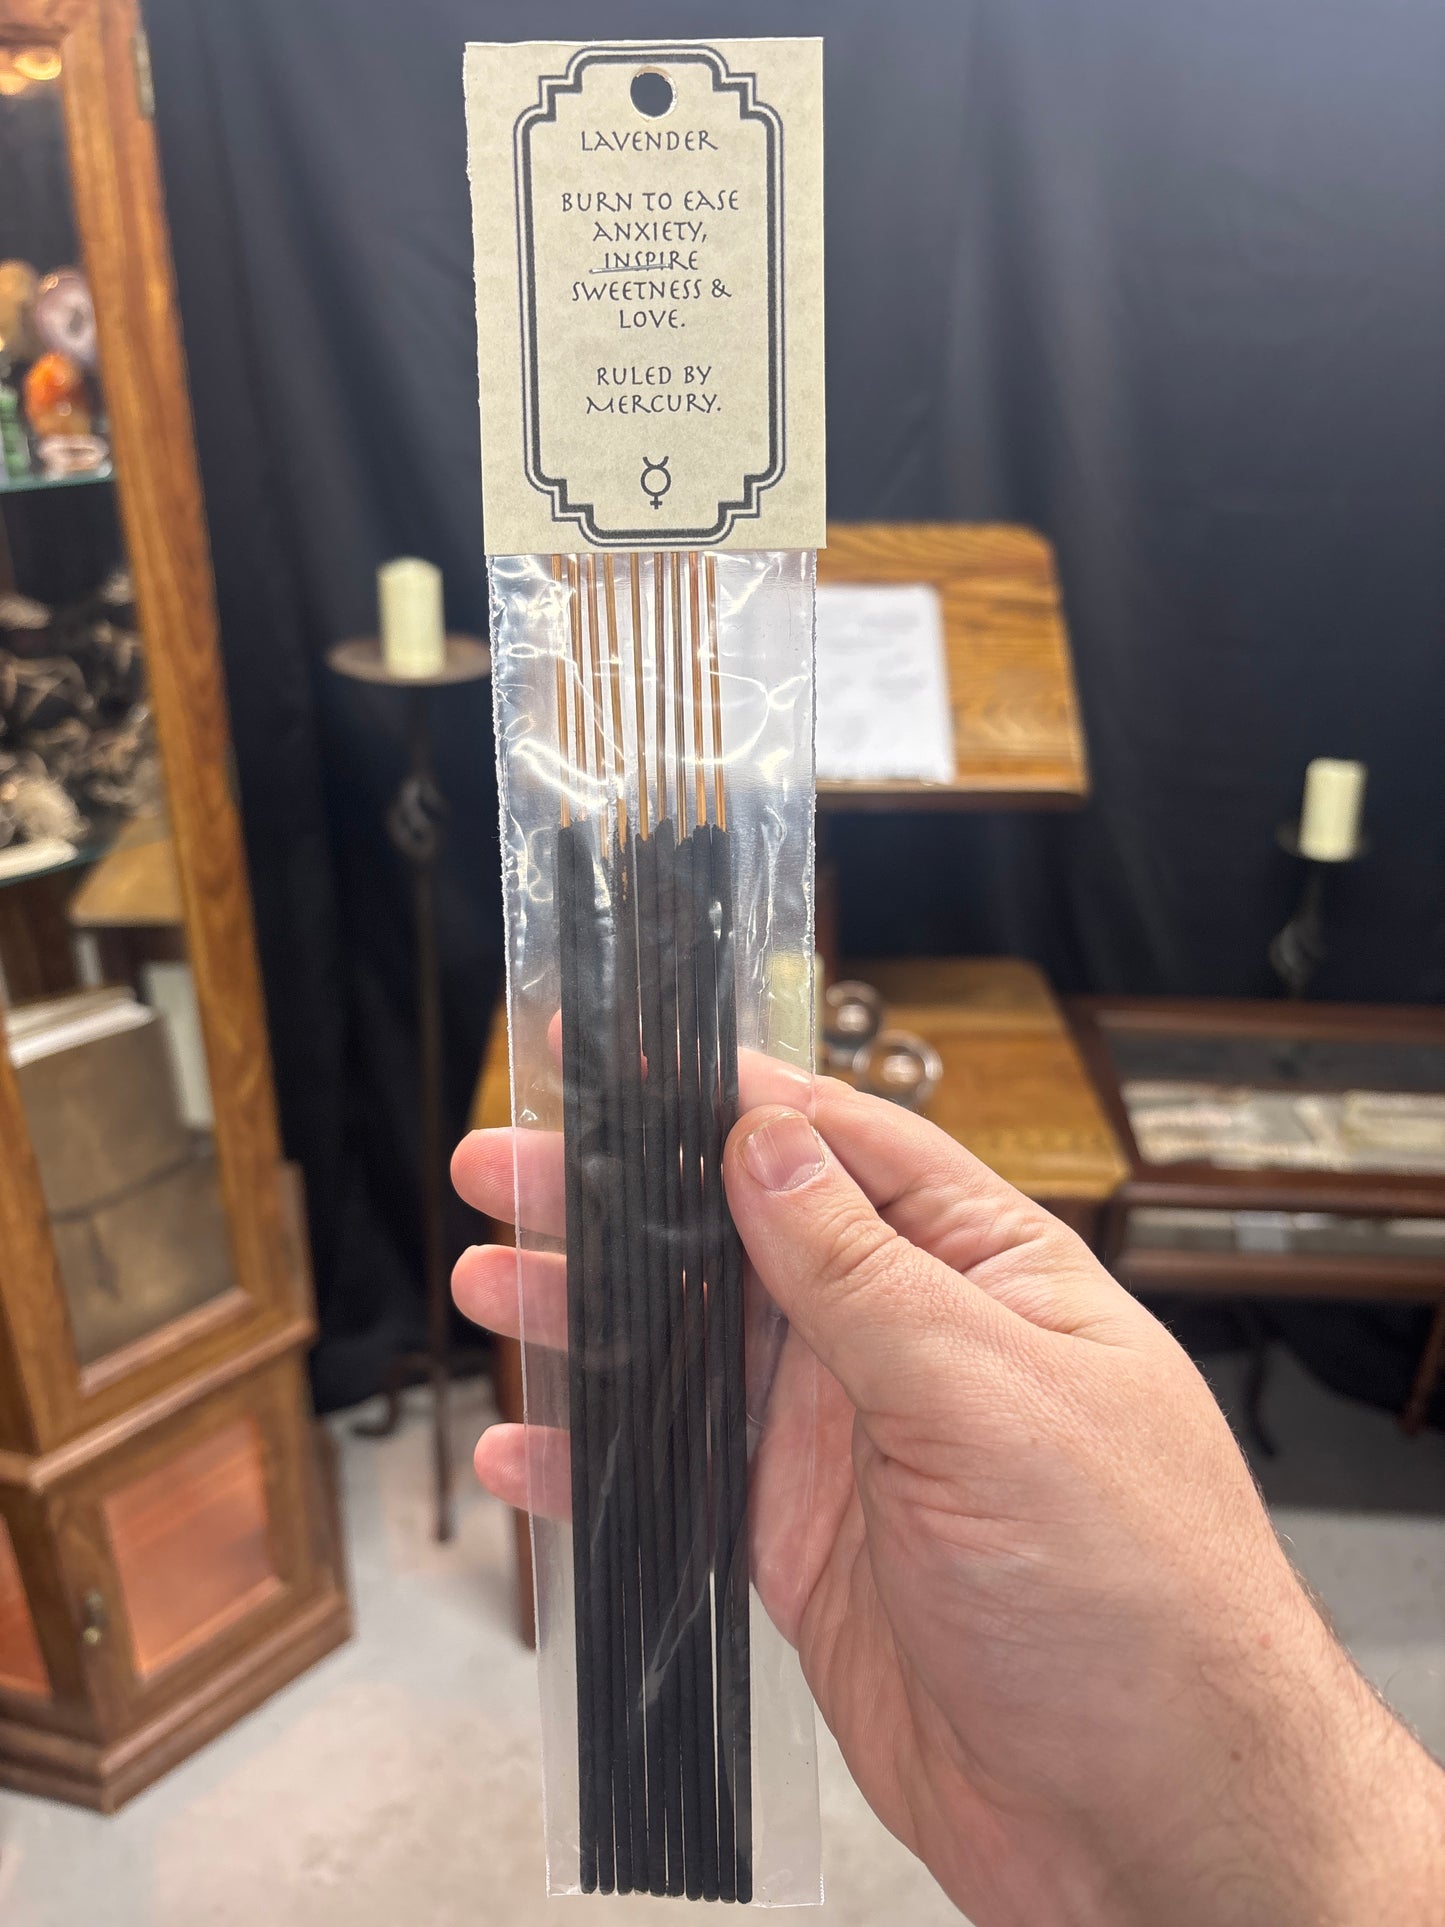 LAVENDER
BURN TO EASE
ANXIETY,
INSPIRE
SWEETNESS &
LOVE.
RULED BY
MERCURY.
☿